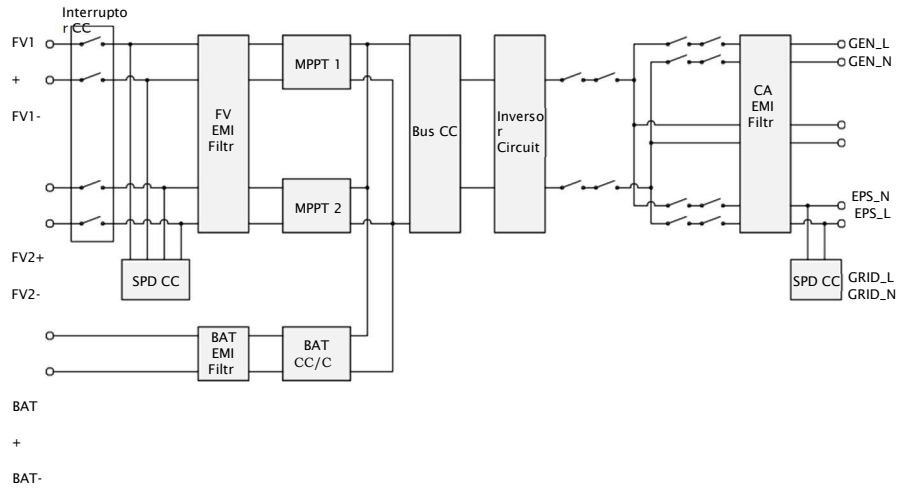 Interrupto
r CC
FV1
+
FV1-
FV2+
FV2-
BAT
+
BAT-
SPD CC
FV
EMI
Filtr
BAT
EMI
Filtr
MPPT 1
MPPT 2
BAT
CC/C
Bus CC
Inverso
r
Circuit
CA
EMI
Filtr
GEN_L
GEN_N
EPS_N
EPS_L
SPD CC
GRID_L
GRID_N